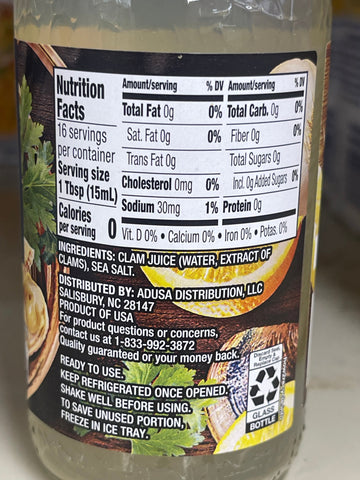 Nutrition
Facts
16 servings
per container
Serving size
1 Tbsp (15mL)
Calories
per serving 0
Amount/serving % DV
Total Fat 0g 0%
Sat. Fat 0g 0%
Trans Fat 0g
Cholesterol 0mg 0%
Sodium 30mg 1%
Amount/serving % DV
Total Carb. 0g 0%
Fiber 0g 0%
Total Sugars 0g
Incl. 0g Added Sugars 0%
Protein 0g
Vit. D 0% • Calcium 0% • Iron 0% • Potas. 0%
INGREDIENTS: CLAM JUICE (WATER, EXTRACT OF
CLAMS), SEA SALT.
DISTRIBUTED BY: ADUSA DISTRIBUTION, LLC
SALISBURY, NC 28147
PRODUCT OF USA
For product questions or concerns,
contact us at 1-833-992-3872
Quality guaranteed or your money back.
READY TO USE.
KEEP REFRIGERATED ONCE OPENED.
SHAKE WELL BEFORE USING.
TO SAVE UNUSED PORTION,
FREEZE IN ICE TRAY.
Discard Seal,
Empty &
Replace Cap
GLASS
BOTTLE